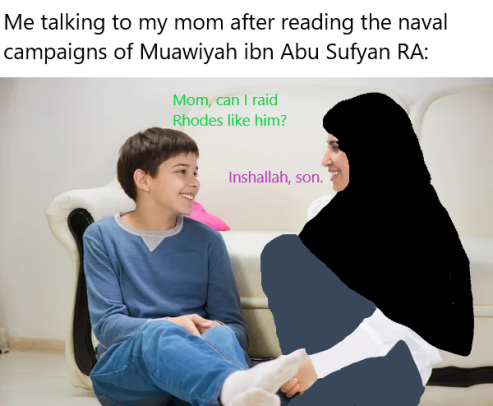 Me talking to my mom after reading the naval
campaigns of Muawiyah ibn Abu Sufyan RA:
Mom, can I raid
Rhodes like him?
Inshallah, son.